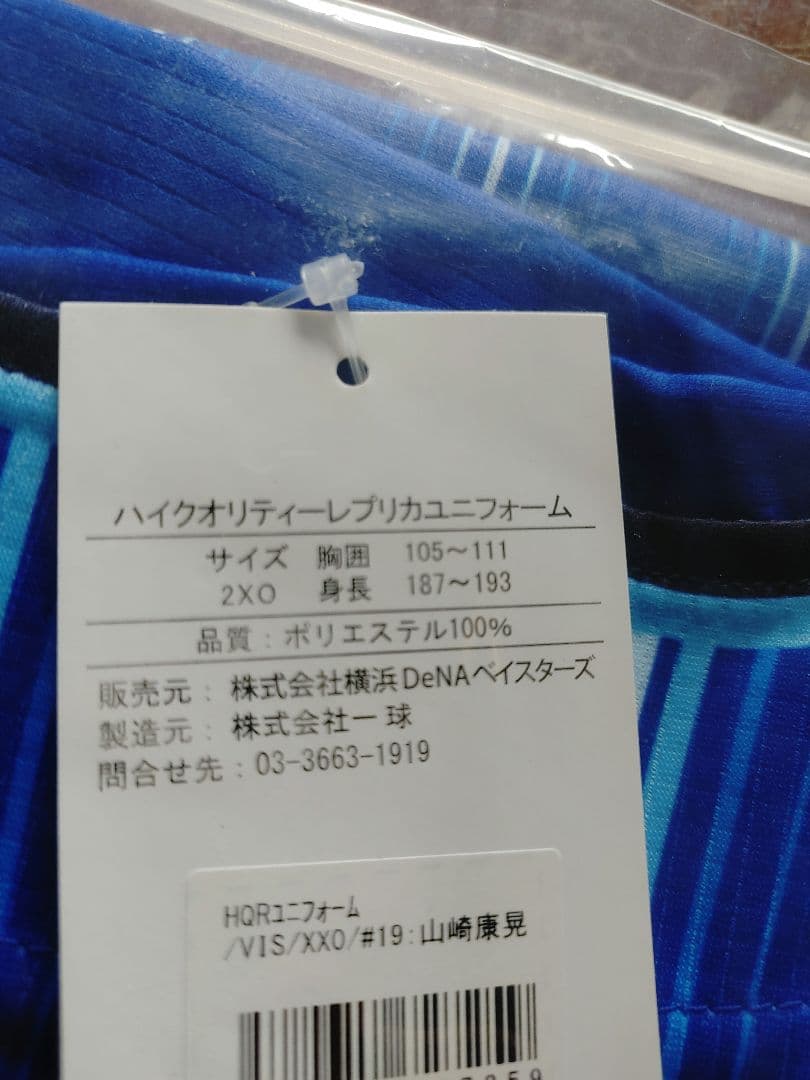 ハイクオリティーレプリカユニフォーム
サイズ 胸囲 105～111
2XO 身長 187～193
品質：ポリエステル100%
販売元： 株式会社横浜DeNAベイスターズ
製造元： 株式会社一球
問合せ先：03-3663-1919
HQRﾕﾆﾌｫｰﾑ
/VIS/XXO/#19:山崎康晃